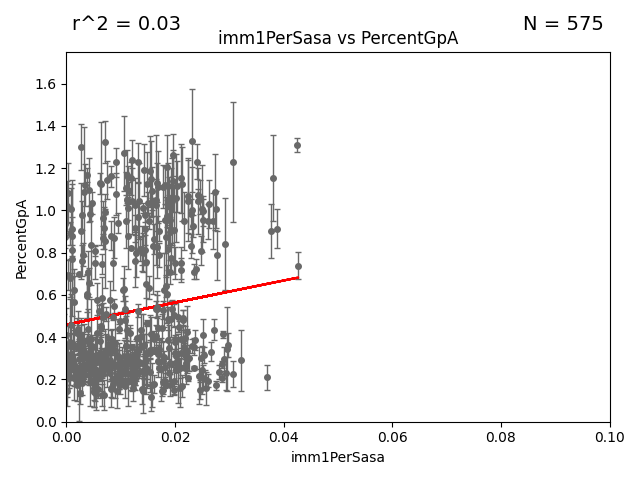 r^2 = 0.03
N = 575
imm1PerSasa vs PercentGpA
PercentGpA
1.6
1.4
1.2
1.0
0.8
0.6
0.4
0.2
0.0
0.00 0.02 0.04 0.06 0.08 0.10
imm1PerSasa